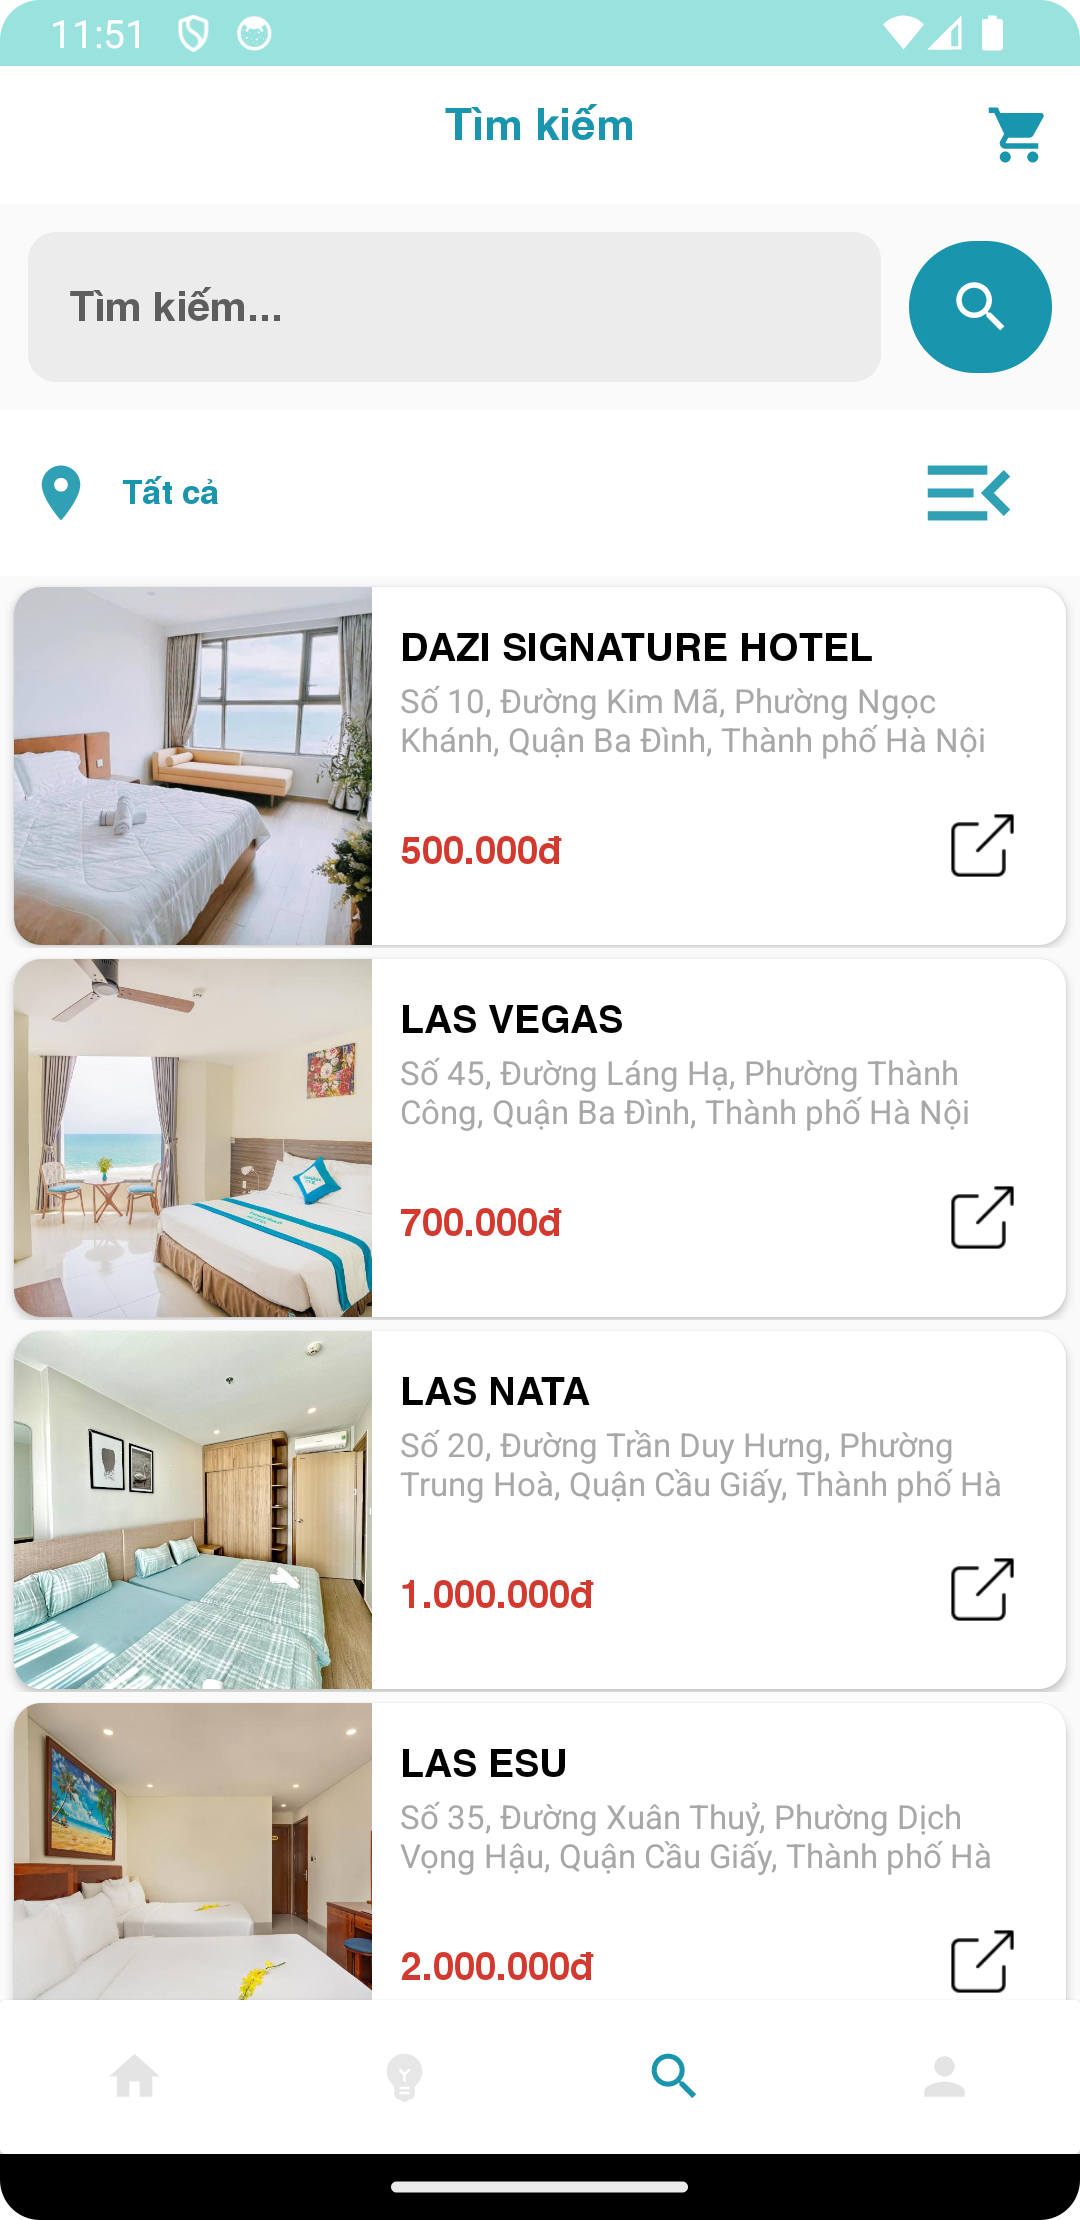 11:51
Tìm kiếm
Tìm kiếm...
Tất cả
DAZI SIGNATURE HOTEL
Số 10, Đường Kim Mã, Phường Ngọc
Khánh, Quận Ba Đình, Thành phố Hà Nội
500.000đ
LAS VEGAS
Số 45, Đường Láng Hạ, Phường Thành
Công, Quận Ba Đình, Thành phố Hà Nội
700.000đ
LAS NATA
Số 20, Đường Trần Duy Hưng, Phường
Trung Hoà, Quận Cầu Giấy, Thành phố Hà
1.000.000đ
LAS ESU
Số 35, Đường Xuân Thuỷ, Phường Dịch
Vọng Hậu, Quận Cầu Giấy, Thành phố Hà
2.000.000đ